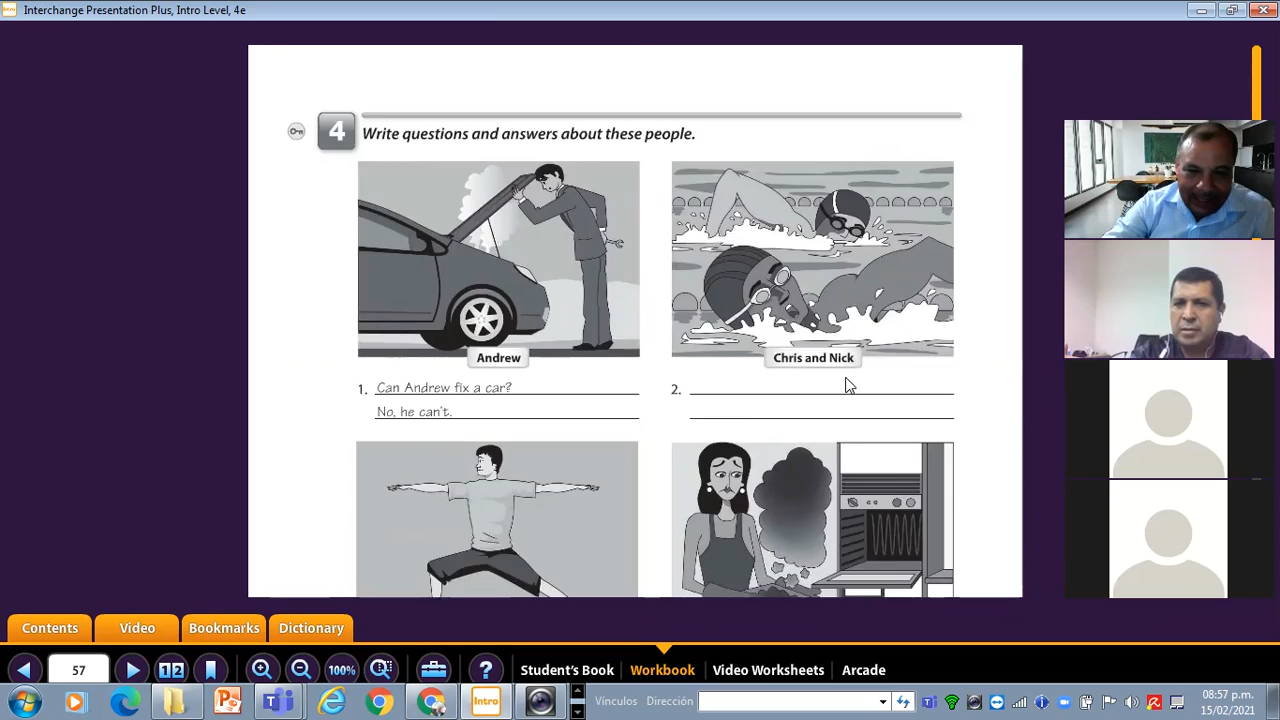 Interchange Presentation Plus, Intro Level, 4e
4 Write questions and answers about these people.
Andrew
Chris and Nick
1. Can Andrew fix a car?
No, he can't.
2.
Contents Video Bookmarks Dictionary
57 12 100% ? Student's Book Workbook Video Worksheets Arcade
Intro Vínculos Dirección 08:57 p.m.
15/02/2021